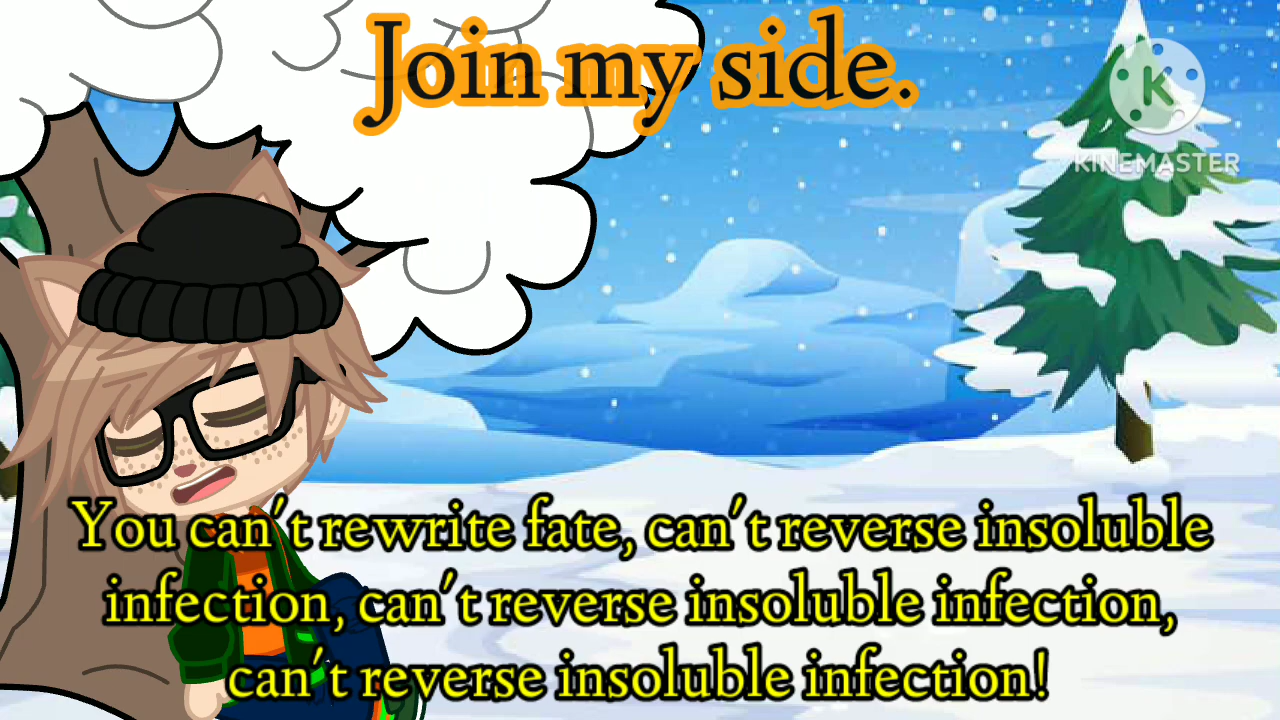 Join my side.
K
KINEMASTER
You can't rewrite fate, can't reverse insoluble
infection, can't reverse insoluble infection,
can't reverse insoluble infection!